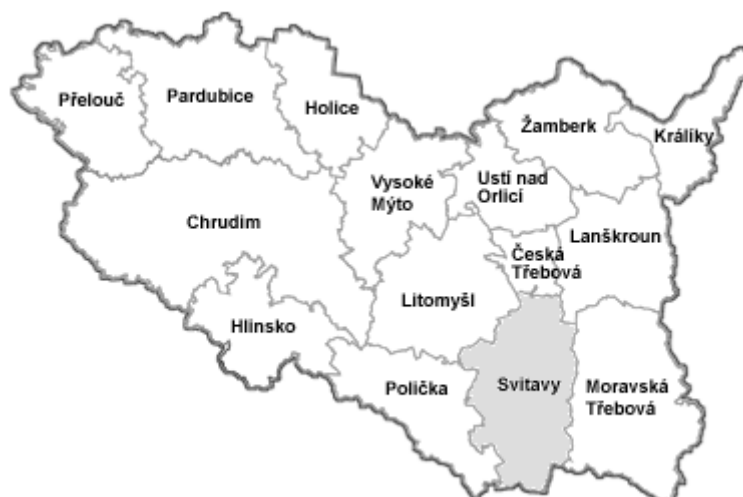 Přelouč
Pardubice
Holice
Žamberk
Králíky
Vysoké
Mýto
Ustí nad
Orlicí
Chrudim
Lanškroun
Česká
Třebová
Litomyšl
Hlinsko
Polička
Svitavy
Moravská
Třebová